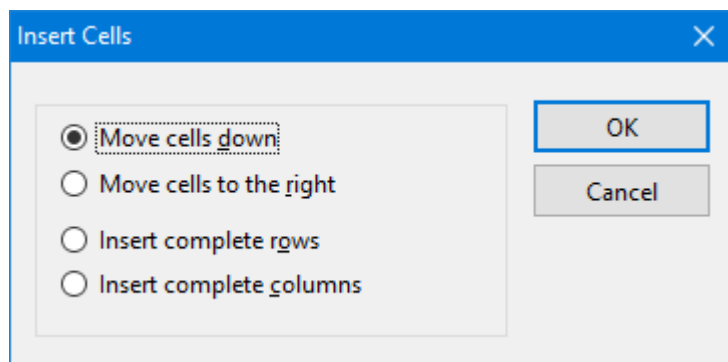 Insert Cells
Move cells down
Move cells to the right
Insert complete rows
Insert complete columns
OK
Cancel